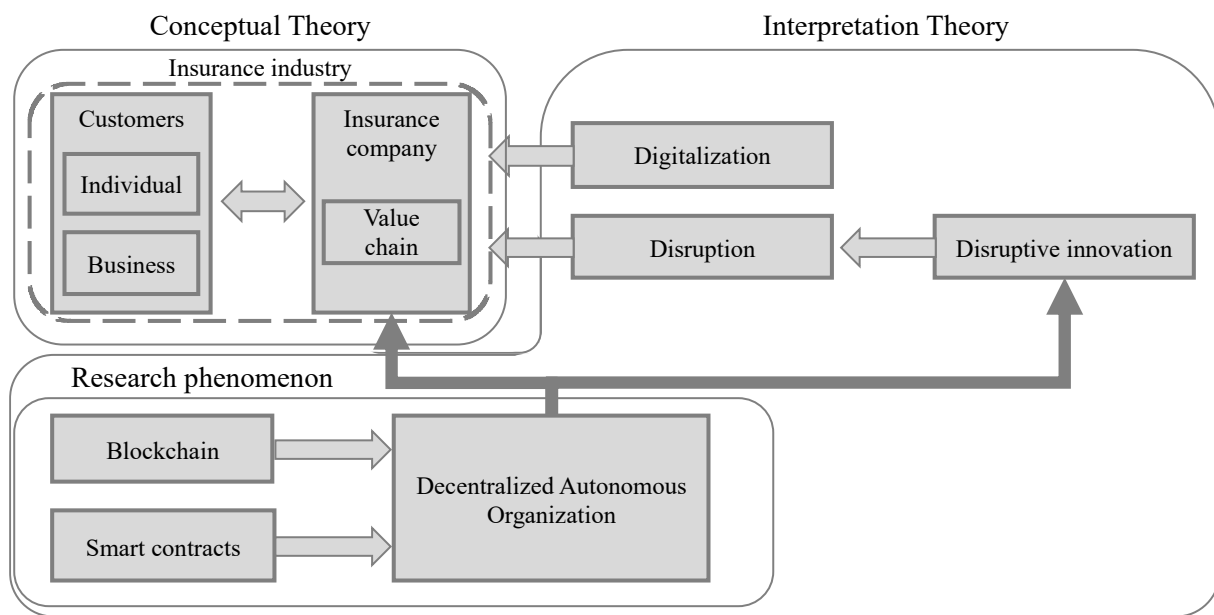 Conceptual Theory
Interpretation Theory
Insurance industry
Customers
Individual
Business
Insurance
company
Value
chain
Digitalization
Disruption
Disruptive innovation
Research phenomenon
Blockchain
Smart contracts
Decentralized Autonomous
Organization